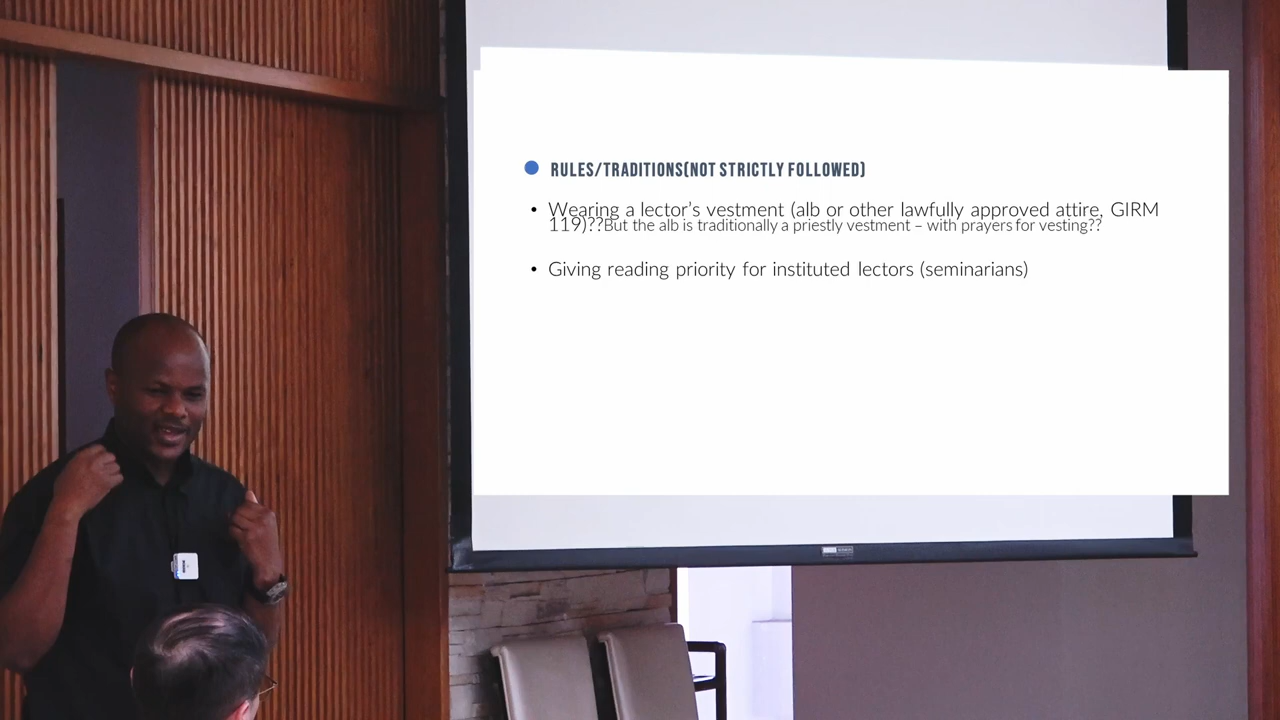 RULES/TRADITIONS(NOT STRICTLY FOLLOWED)
• Wearing a lector's vestment (alb or other lawfully approved attire, GIRM
119)??But the alb is traditionally a priestly vestment – with prayers for vesting??
• Giving reading priority for instituted lectors (seminarians)